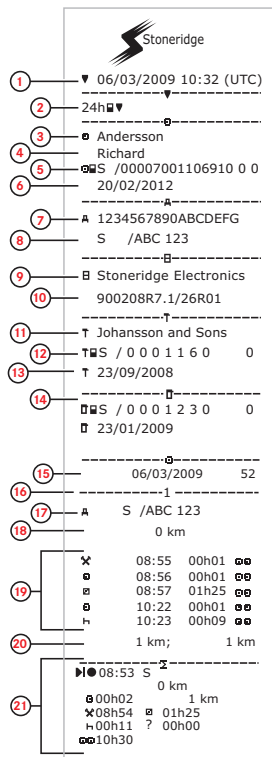 Stoneridge
1 ▼ 06/03/2009 10:32 (UTC)
2 24h ▼
3 Andersson
4 Richard
5 S /00007001106910 0 0
6 20/02/2012
A
7 A 1234567890ABCDEFG
8 S /ABC 123
9 Stoneridge Electronics
10 900208R7.1/26R01
11 Johansson and Sons
12 S / 0 0 0 1 1 6 0 0
13 23/09/2008
14 S / 0 0 0 1 2 3 0 0
23/01/2009
15 06/03/2009 52
16 1
17 A S /ABC 123
18 0 km
19 08:55 00h01
08:56 00h01
08:57 01h25
10:22 00h01
10:23 00h09
20 1 km; 1 km
Σ
21 08:53 S
0 km
00h02 1 km
08h54 01h25
00h11 ? 00h00
10h30